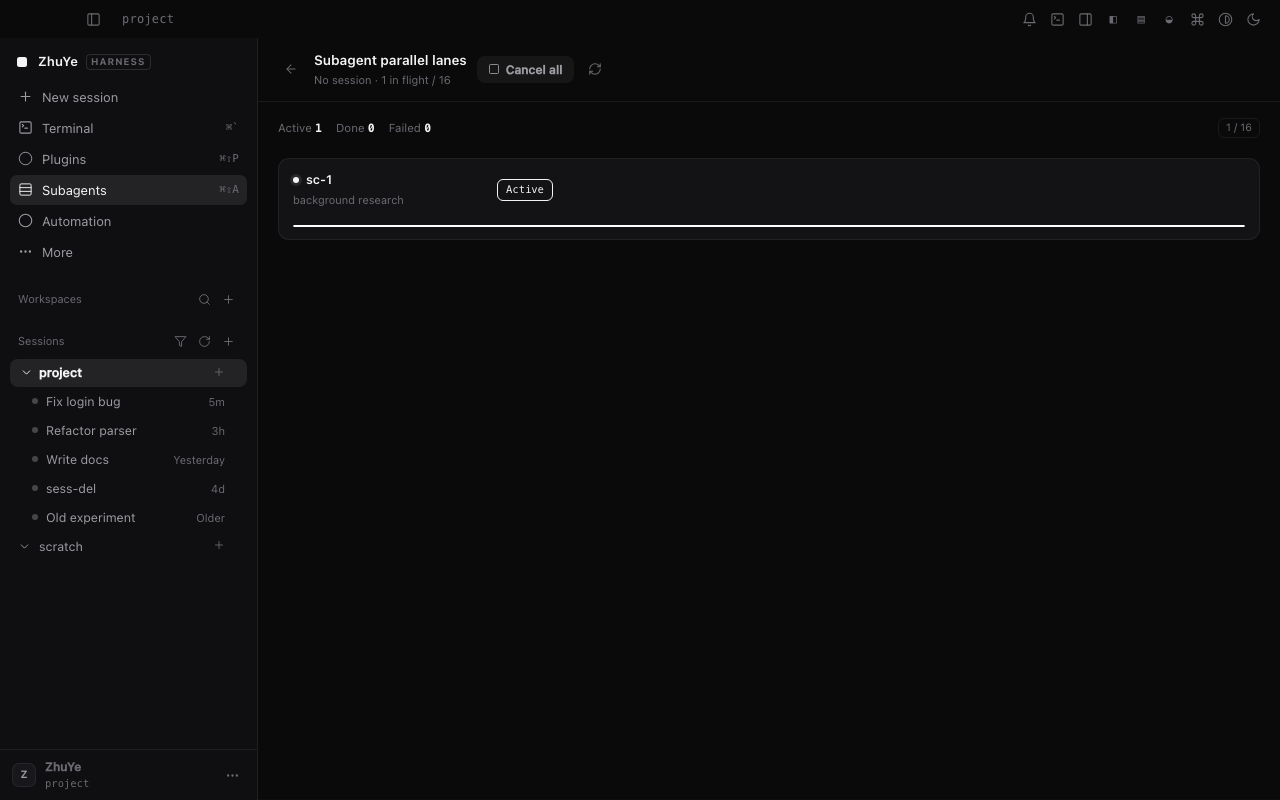 project
ZhuYe HARNESS
New session
Terminal ⌘`
Plugins ⌘⇧P
Subagents ⌘⇧A
Automation
More
Workspaces
Sessions
project
Fix login bug 5m
Refactor parser 3h
Write docs Yesterday
sess-del 4d
Old experiment Older
scratch
Z ZhuYe
project
Subagent parallel lanes
No session · 1 in flight / 16
Cancel all
Active 1 Done 0 Failed 0 1 / 16
sc-1
background research
Active